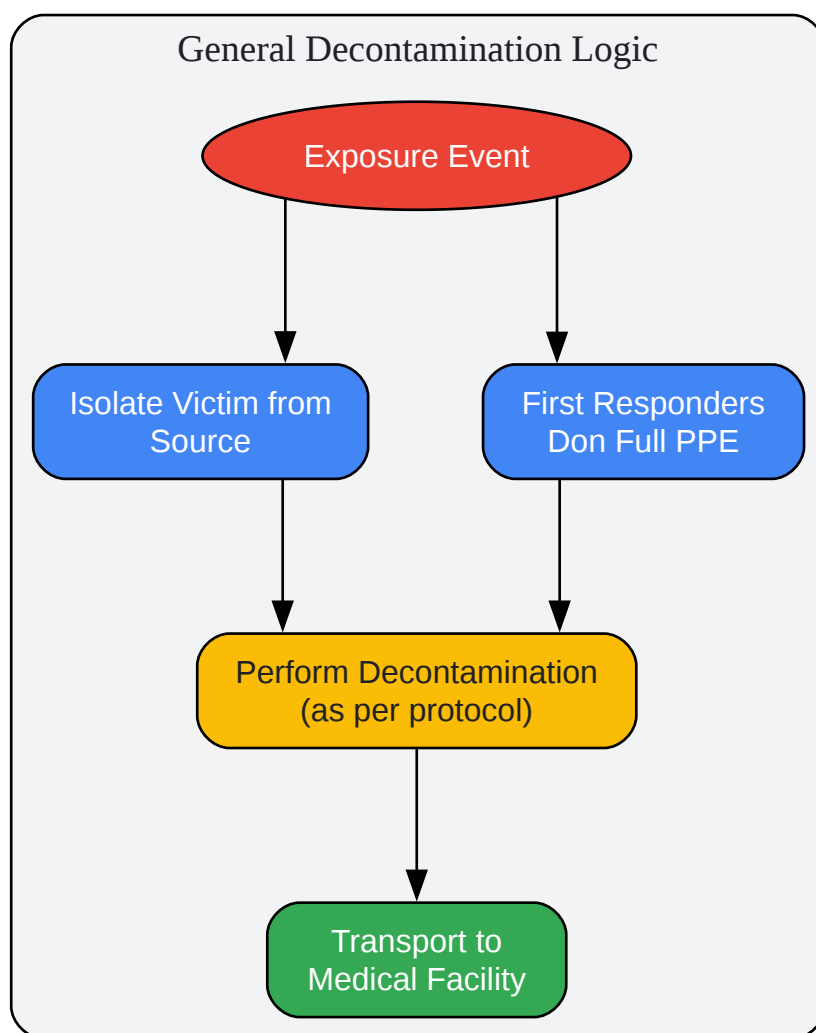 General Decontamination Logic
Exposure Event
Isolate Victim from
Source
First Responders
Don Full PPE
Perform Decontamination
(as per protocol)
Transport to
Medical Facility